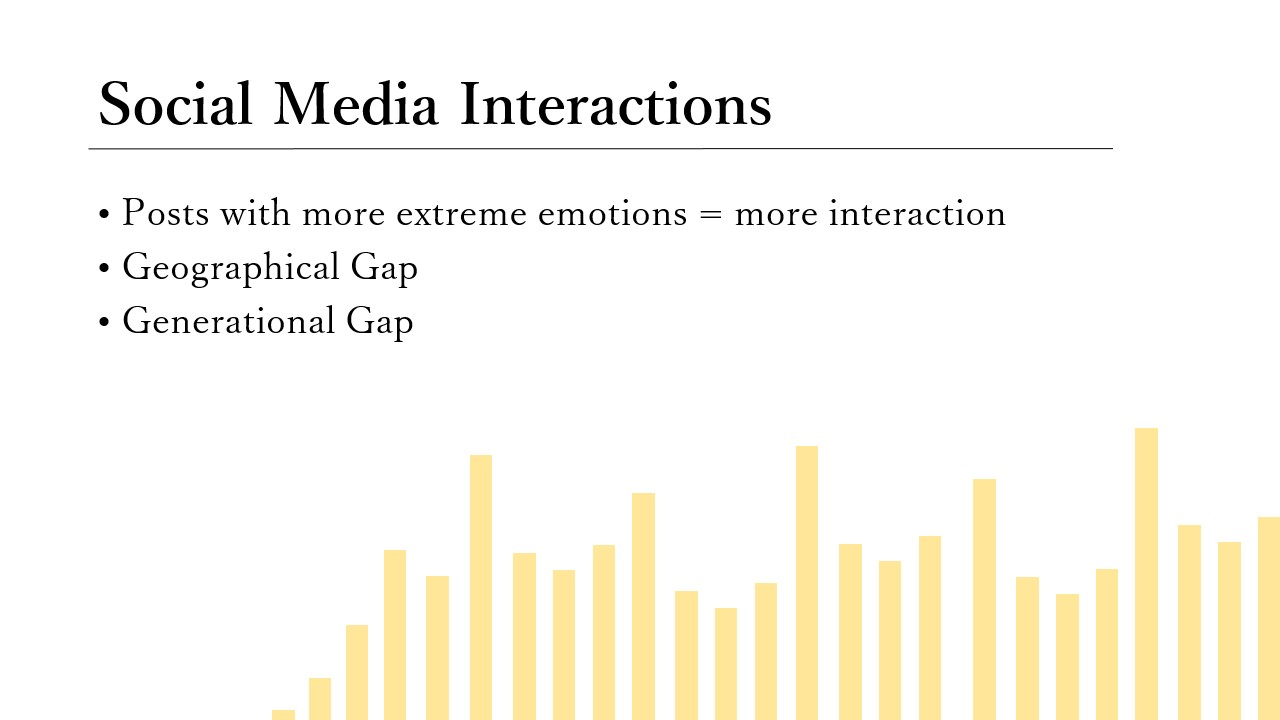 Social Media Interactions
• Posts with more extreme emotions = more interaction
• Geographical Gap
• Generational Gap